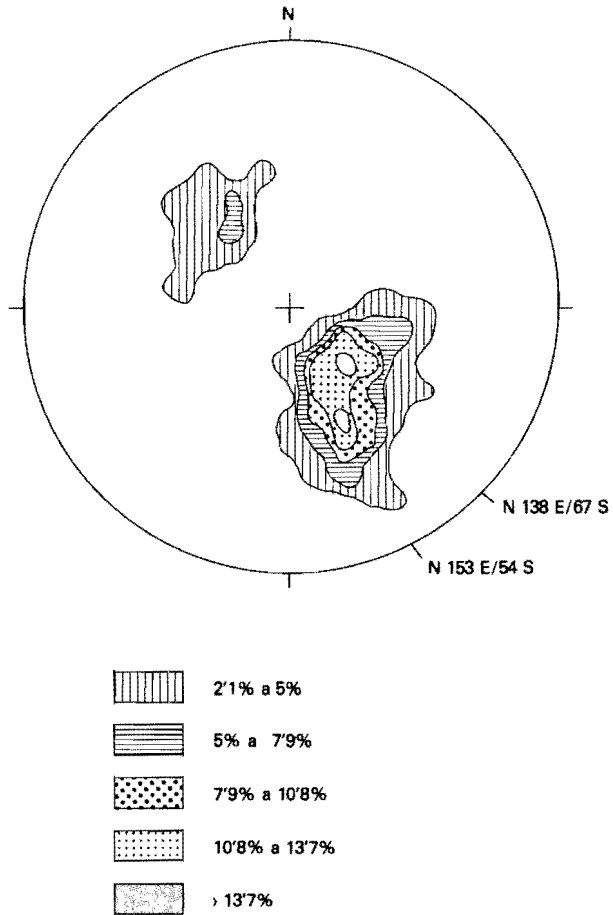 N
N 138 E/67 S
N 153 E/54 S
2'1% a 5%
5% a 7'9%
7'9% a 10'8%
10'8% a 13'7%
› 13'7%